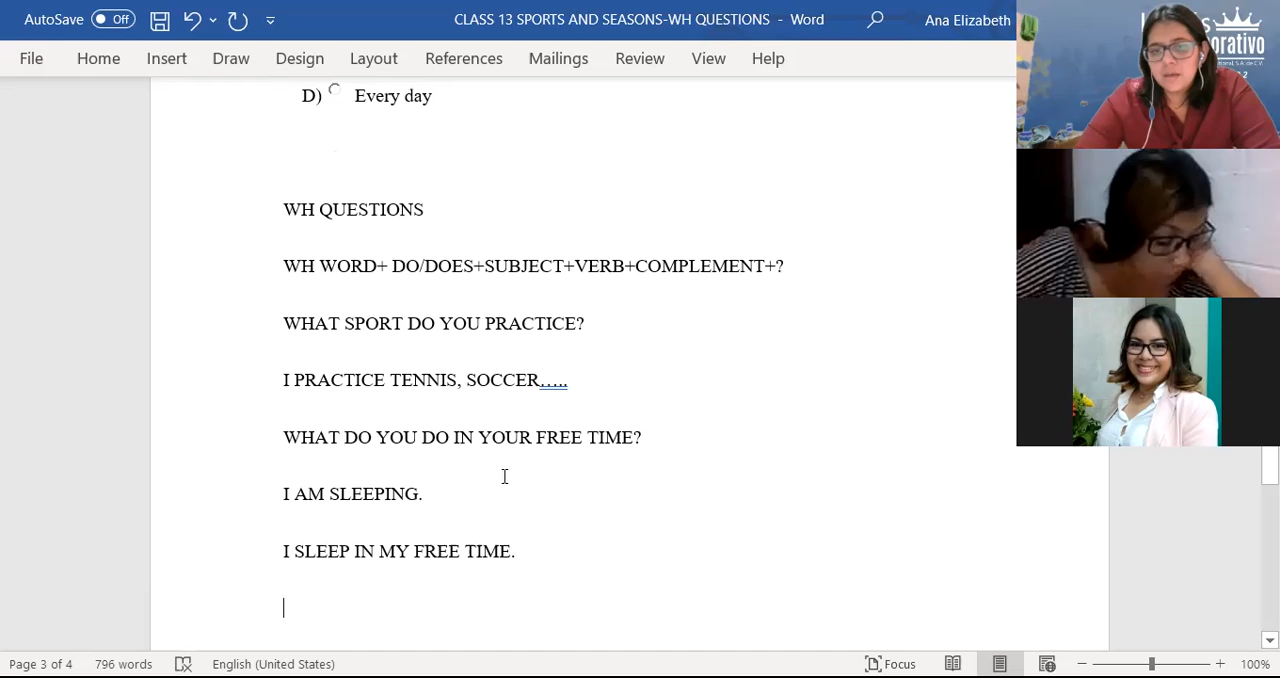 AutoSave Off CLASS 13 SPORTS AND SEASONS-WH QUESTIONS - Word Ana Elizabeth
File Home Insert Draw Design Layout References Mailings Review View Help
D) Every day
WH QUESTIONS
WH WORD+ DO/DOES+SUBJECT+VERB+COMPLEMENT+?
WHAT SPORT DO YOU PRACTICE?
I PRACTICE TENNIS, SOCCER…..
WHAT DO YOU DO IN YOUR FREE TIME?
I AM SLEEPING.
I SLEEP IN MY FREE TIME.
Page 3 of 4 796 words English (United States) Focus 100%